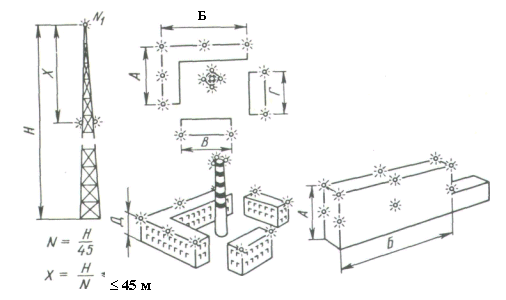 N₁
Б
X
A
Г
H
В
Д
A
Б
N = H/45
X = H/N = ≤ 45 м